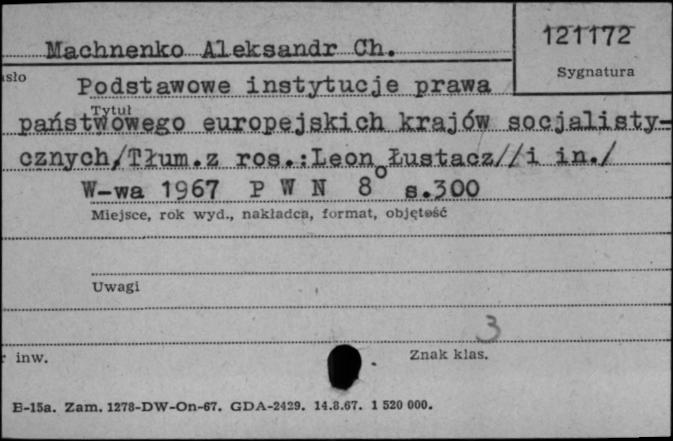 Machnenko Aleksandr Ch.
121172
sło
Sygnatura
Podstawowe instytucje prawa
Tytuł
państwowego europejskich krajów socjalisty-
cznych/Tłum.z ros.:Leon Łustacz//i in./
W-wa 1967 P W N 8° s.300
Miejsce, rok wyd., nakładca, format, objętość
Uwagi
3
r inw.
Znak klas.
E-15a. Zam. 1278-DW-On-67. GDA-2429. 14.8.67. 1 520 000.